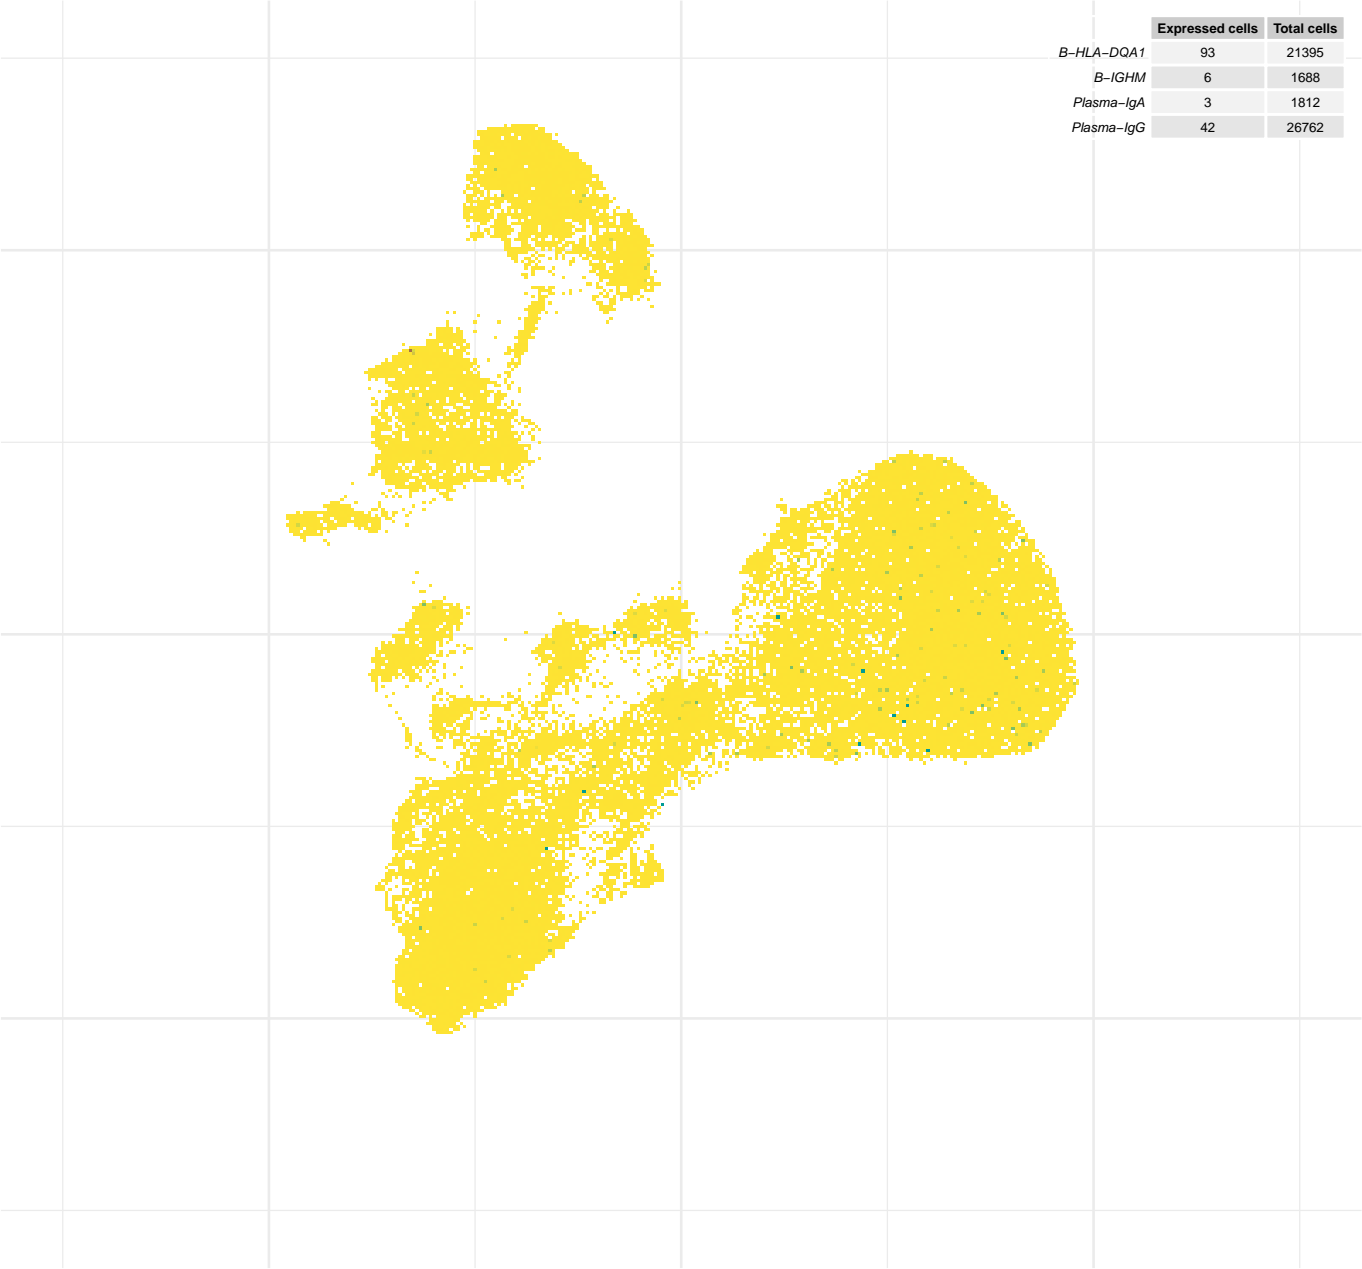 Expressed cells Total cells
B−HLA−DQA1 93 21395
B−IGHM 6 1688
Plasma−IgA 3 1812
Plasma−IgG 42 26762